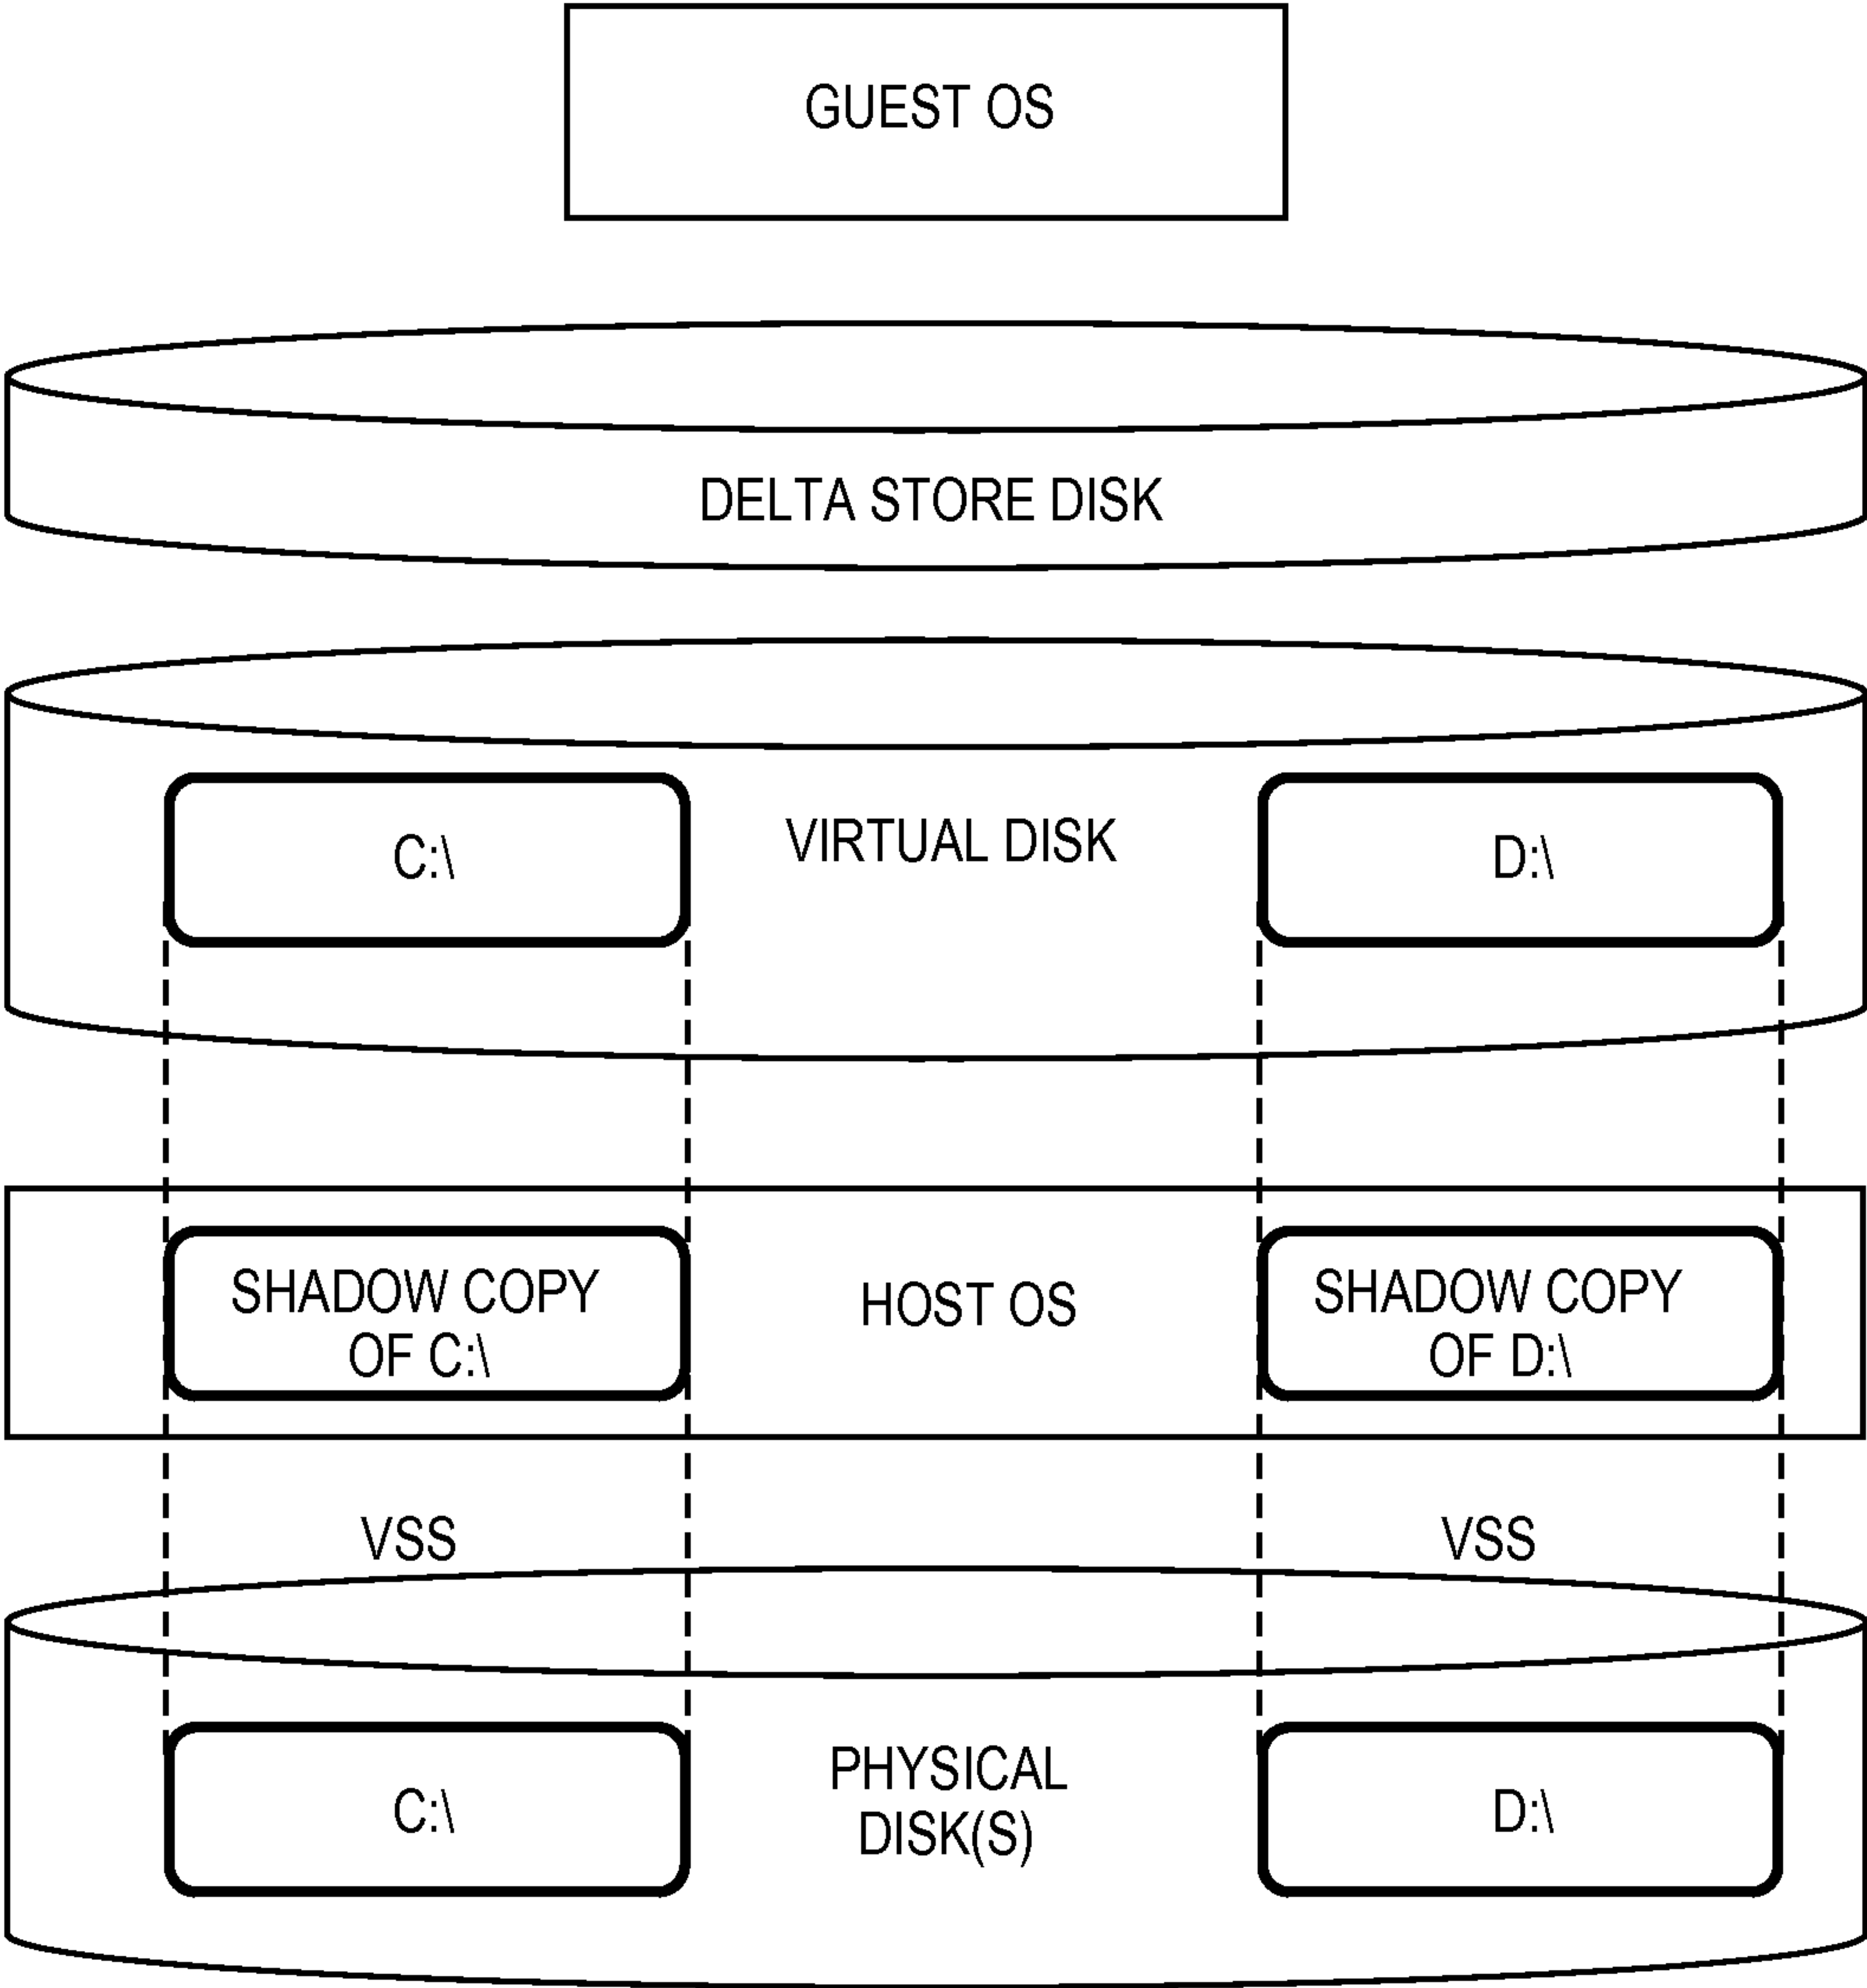 GUEST OS
DELTA STORE DISK
C:\
VIRTUAL DISK
D:\
SHADOW COPY
OF C:\
HOST OS
SHADOW COPY
OF D:\
VSS
VSS
C:\
PHYSICAL
DISK(S)
D:\